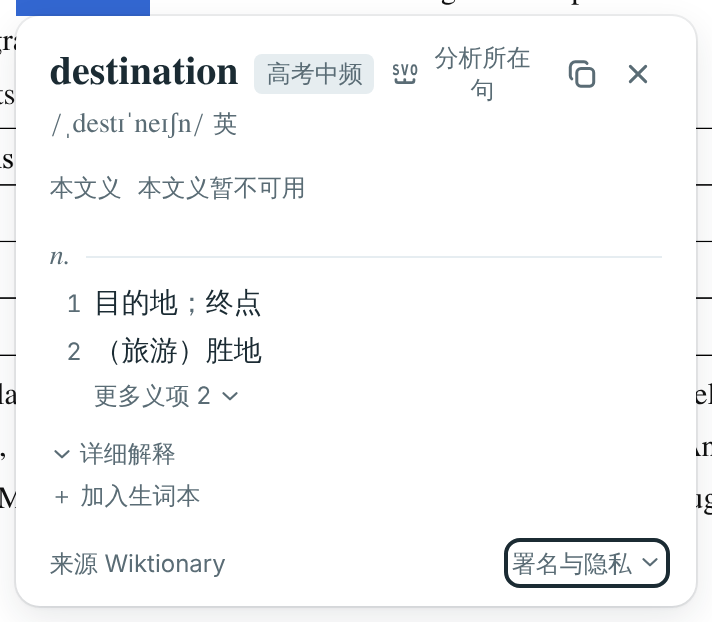 destination 高考中频 SVO 分析所在句
/ˌdestɪˈneɪʃn/ 英
本文义 本文义暂不可用
n.
1 目的地；终点
2 （旅游）胜地
更多义项 2
详细解释
+ 加入生词本
来源 Wiktionary
署名与隐私